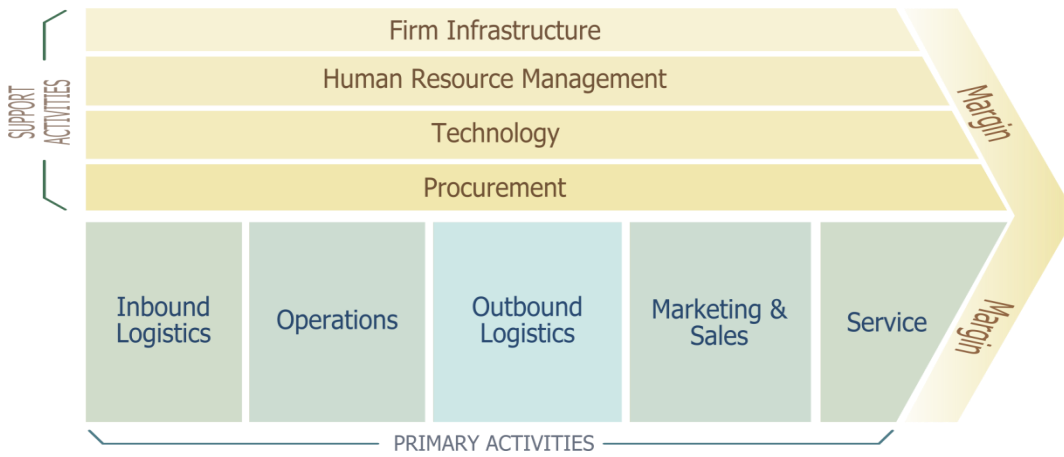 Firm Infrastructure
Human Resource Management
Technology
Procurement
SUPPORT
ACTIVITIES
Margin
Inbound
Logistics
Operations
Outbound
Logistics
Marketing &
Sales
Service
Margin
PRIMARY ACTIVITIES